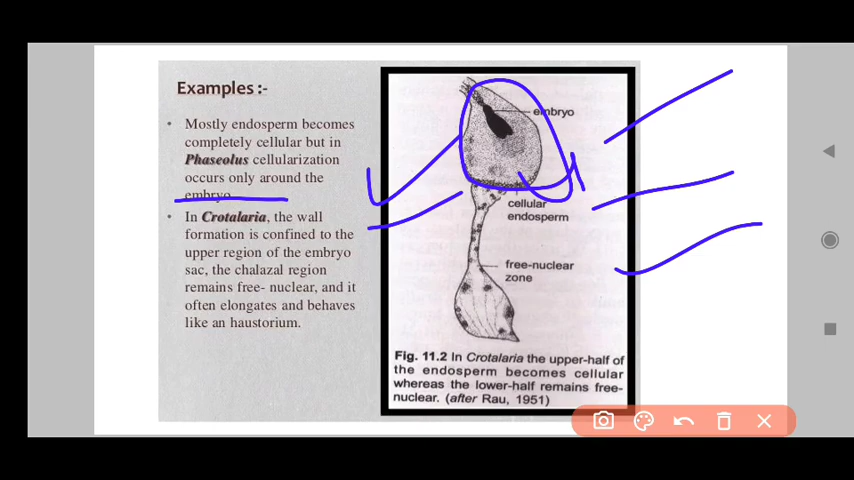 Examples :-
• Mostly endosperm becomes
completely cellular but in
Phaseolus cellularization
occurs only around the
embryo
• In Crotalaria, the wall
formation is confined to the
upper region of the embryo
sac, the chalazal region
remains free- nuclear, and it
often elongates and behaves
like an haustorium.
embryo
cellular
endosperm
free-nuclear
zone
Fig. 11.2 In Crotalaria the upper-half of
the endosperm becomes cellular
whereas the lower-half remains free-
nuclear. (after Rau, 1951)